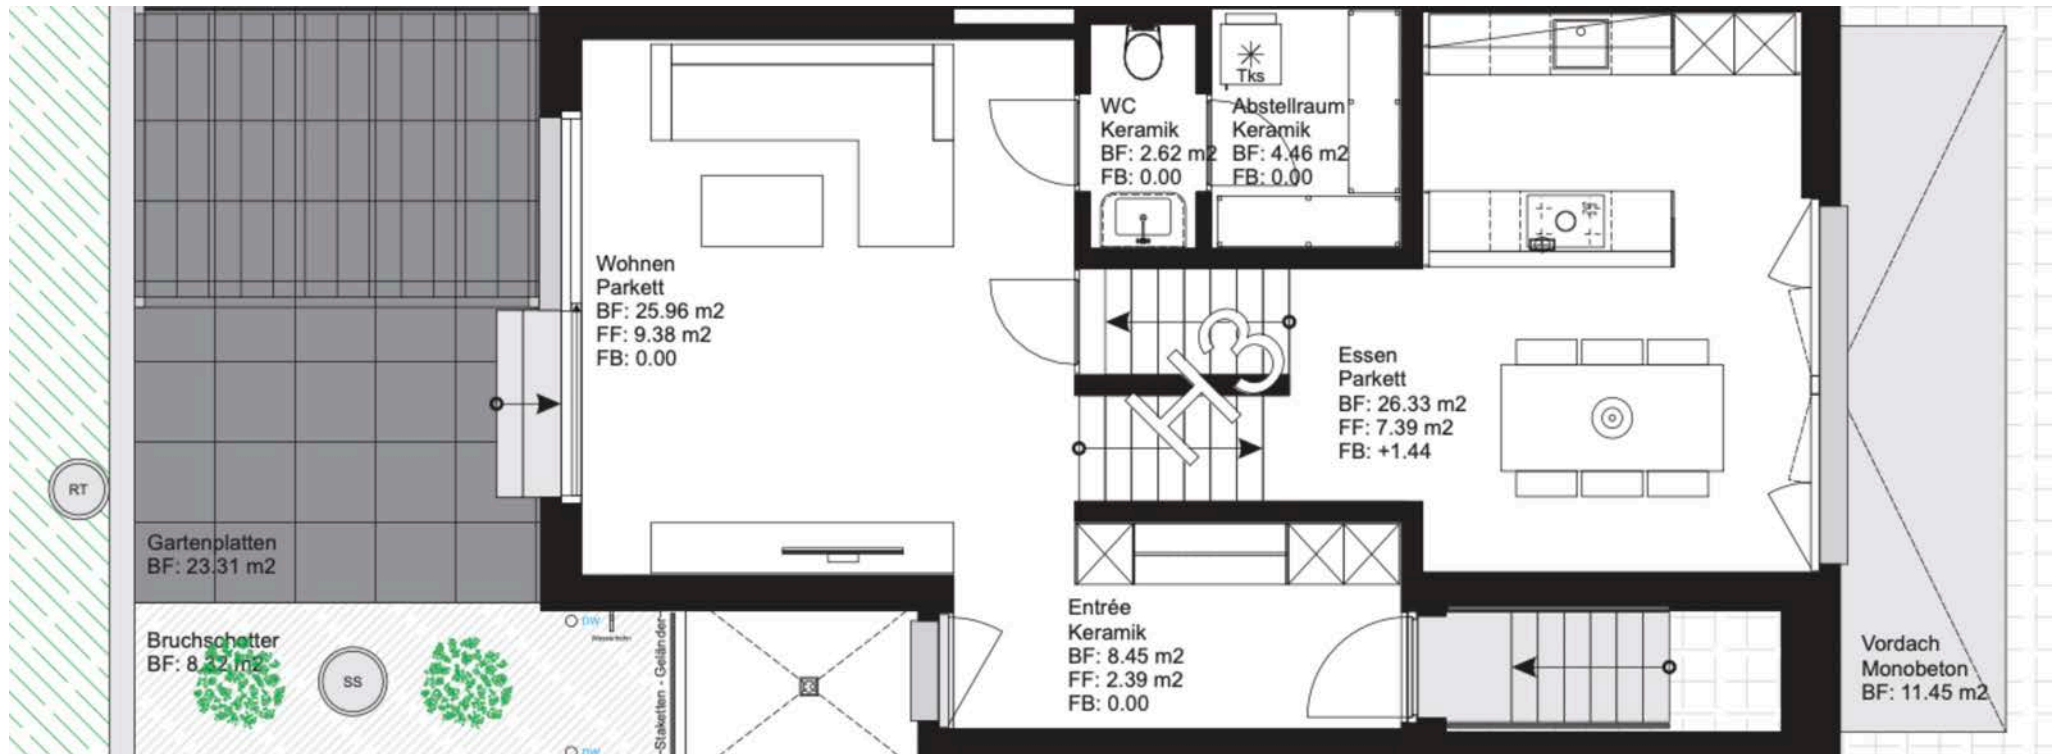 Tks
WC
Keramik
BF: 2.62 m2
FB: 0.00
Abstellraum
Keramik
BF: 4.46 m2
FB: 0.00
Wohnen
Parkett
BF: 25.96 m2
FF: 9.38 m2
FB: 0.00
H3
Essen
Parkett
BF: 26.33 m2
FF: 7.39 m2
FB: +1.44
RT
Gartenplatten
BF: 23.31 m2
Bruchschotter
BF: 8.32 m2
SS
DW
-Staketten - Geländer-
Entrée
Keramik
BF: 8.45 m2
FF: 2.39 m2
FB: 0.00
Vordach
Monobeton
BF: 11.45 m2
DW